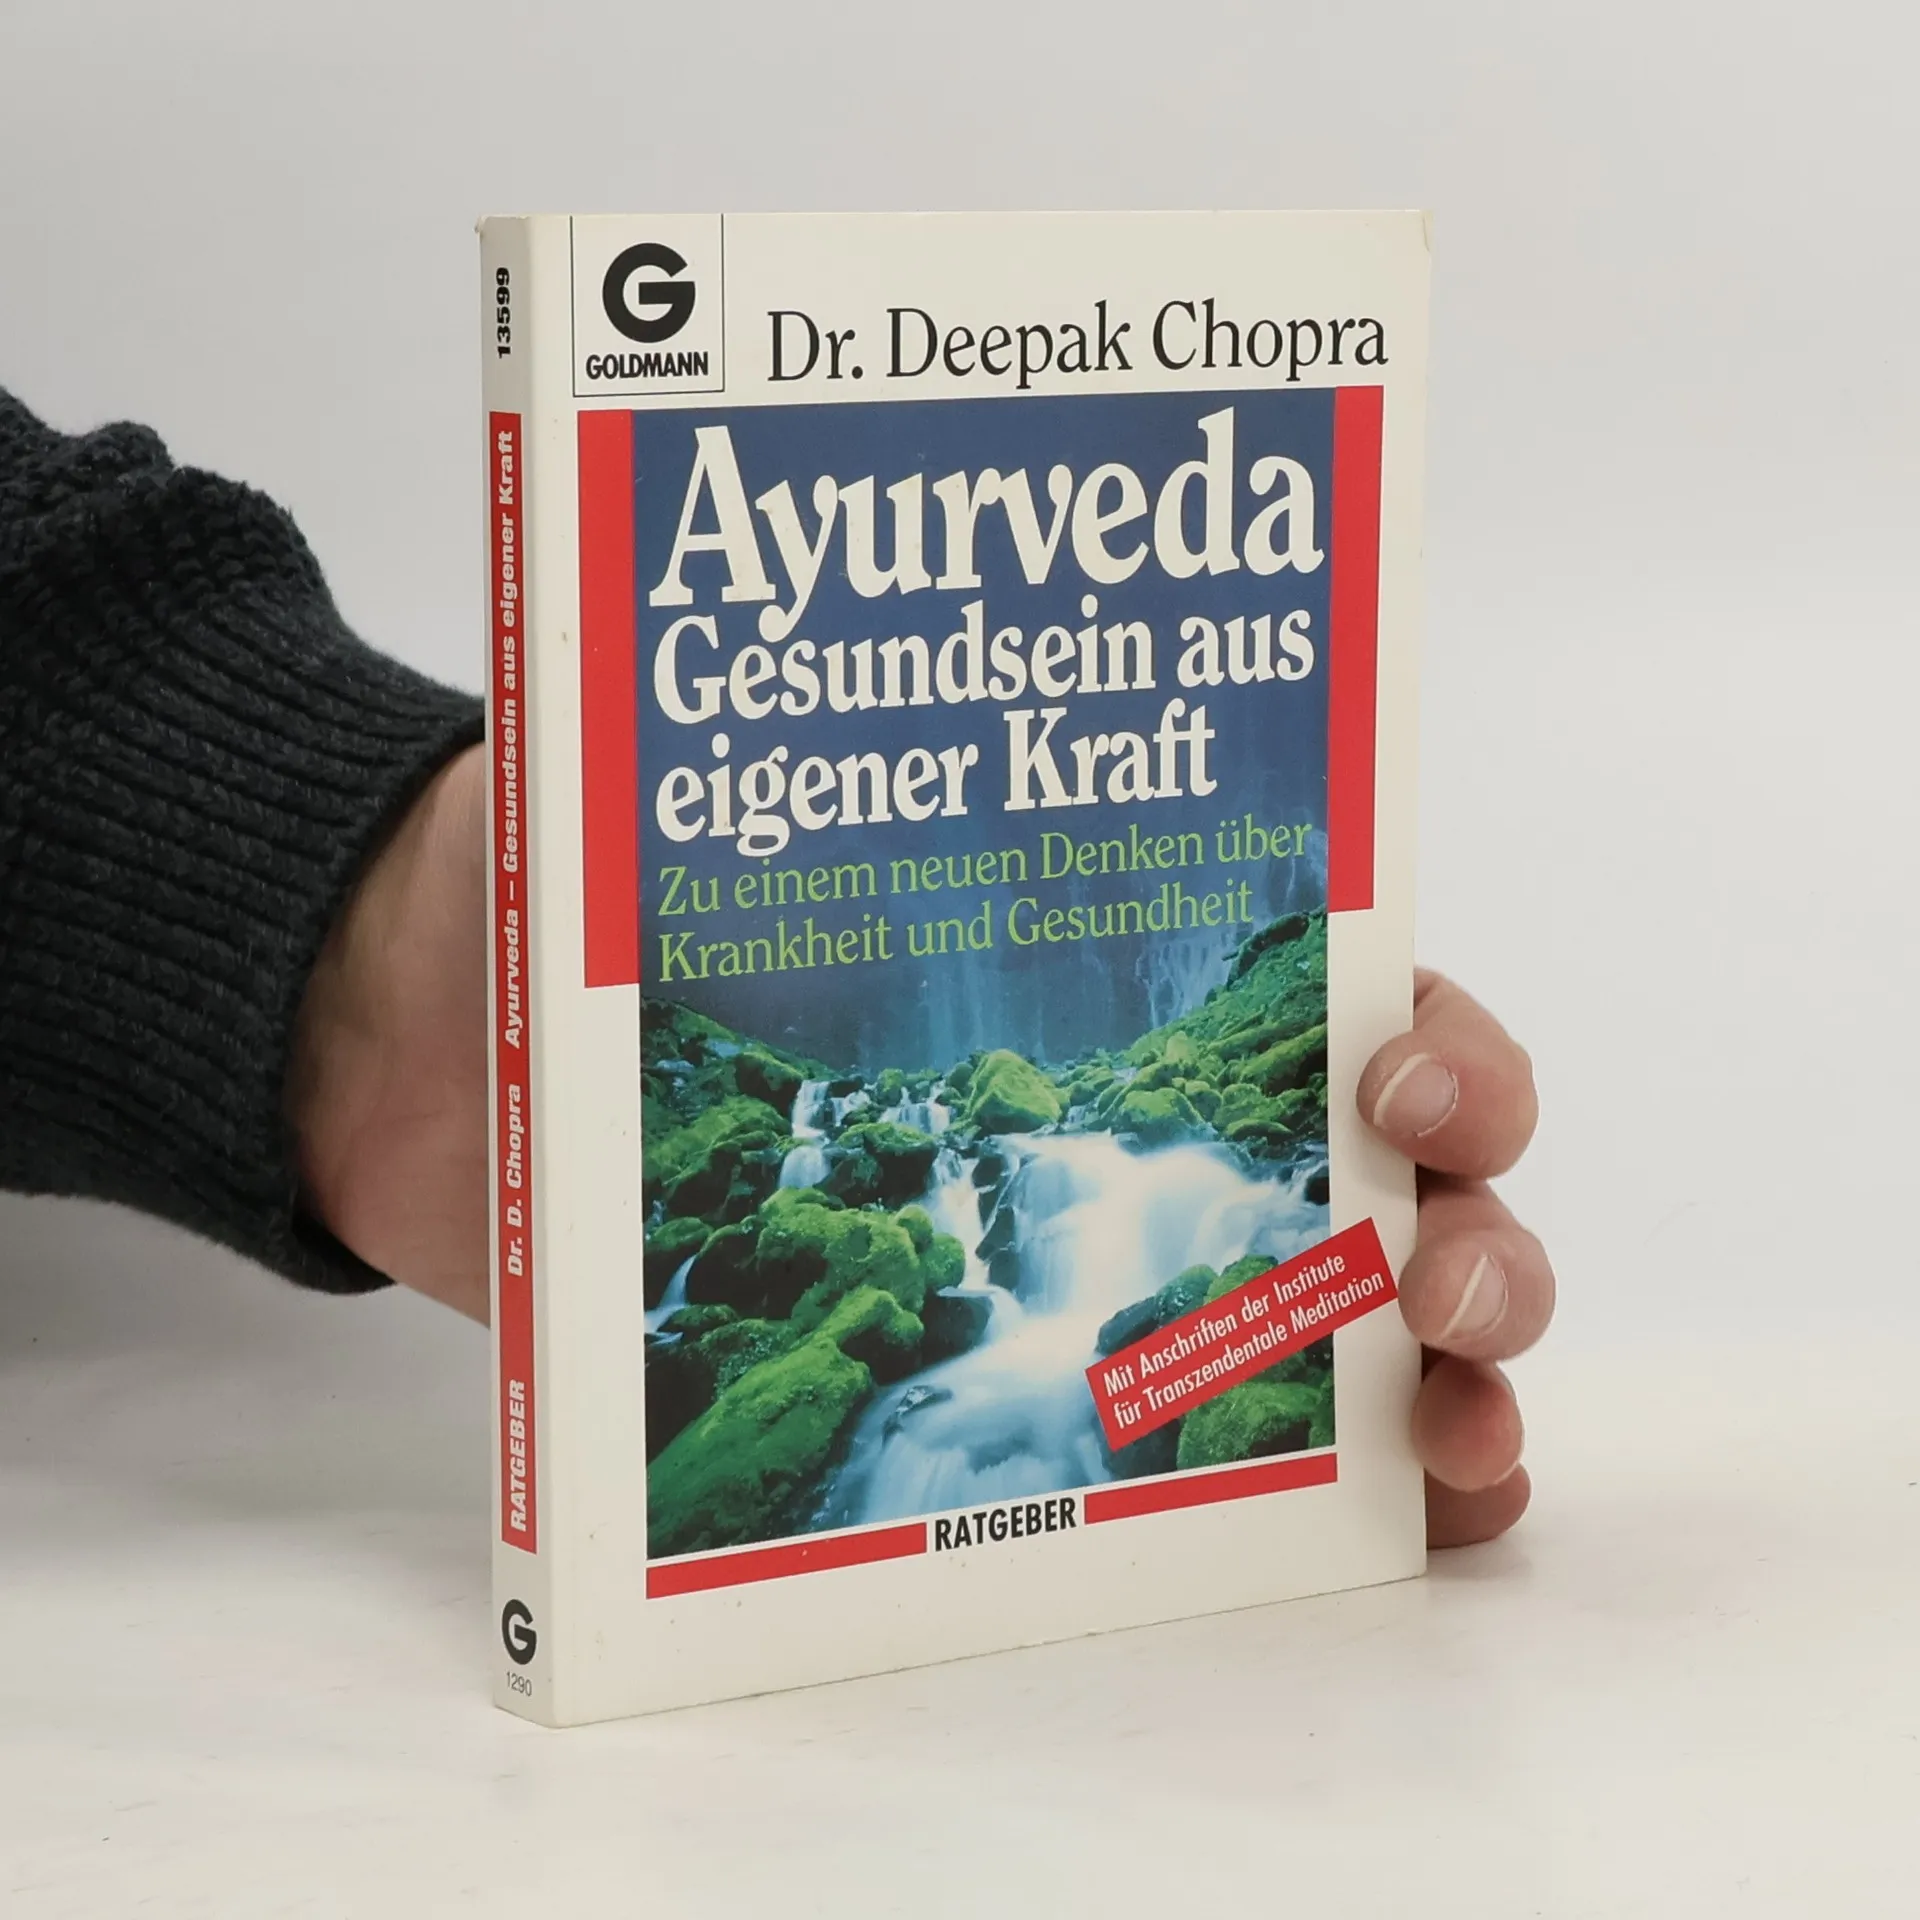 G
GOLDMANN
Dr. Deepak Chopra
Ayurveda
Gesundsein aus
eigener Kraft
Zu einem neuen Denken über
Krankheit und Gesundheit
Mit Anschriften der Institute
für Transzendentale Meditation
RATGEBER
13599
Dr. D. Chopra Ayurveda – Gesundsein aus eigener Kraft
RATGEBER
G
1290